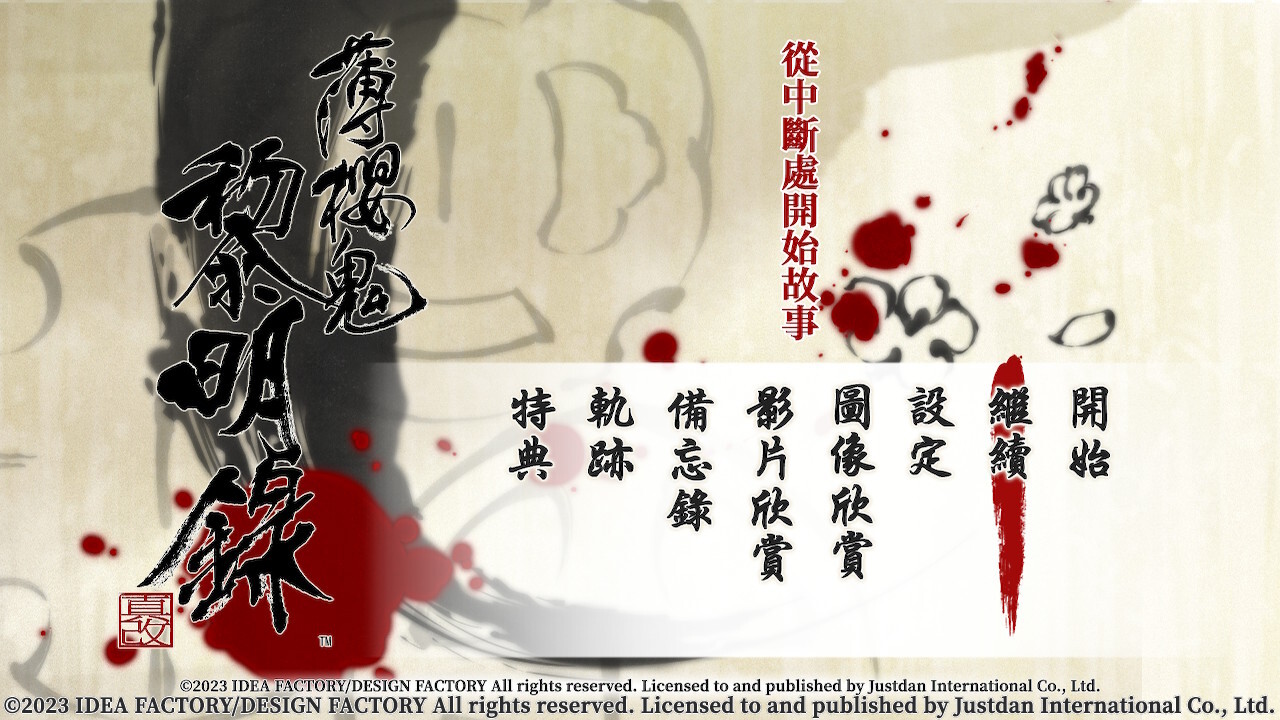 薄櫻鬼
黎明錄
真改
TM
從中斷處開始故事
開始
繼續
設定
圖像欣賞
影片欣賞
備忘錄
軌跡
特典
©2023 IDEA FACTORY/DESIGN FACTORY All rights reserved. Licensed to and published by Justdan International Co., Ltd.
©2023 IDEA FACTORY/DESIGN FACTORY All rights reserved. Licensed to and published by Justdan International Co., Ltd.